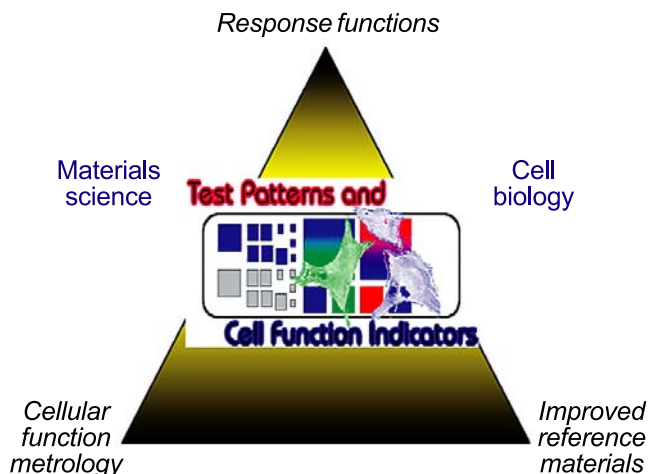 Response functions
Materials
science
Cell
biology
Test Patterns and
Cell Function Indicators
Cellular
function
metrology
Improved
reference
materials